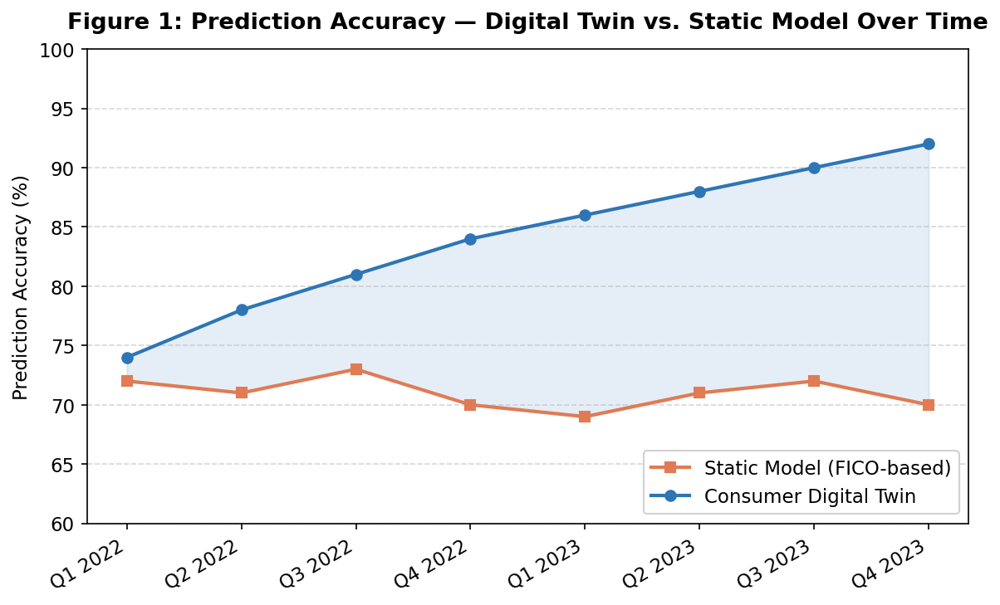 Figure 1: Prediction Accuracy — Digital Twin vs. Static Model Over Time
Prediction Accuracy (%)
100
95
90
85
80
75
70
65
60
Static Model (FICO-based)
Consumer Digital Twin
Q1 2022
Q2 2022
Q3 2022
Q4 2022
Q1 2023
Q2 2023
Q3 2023
Q4 2023